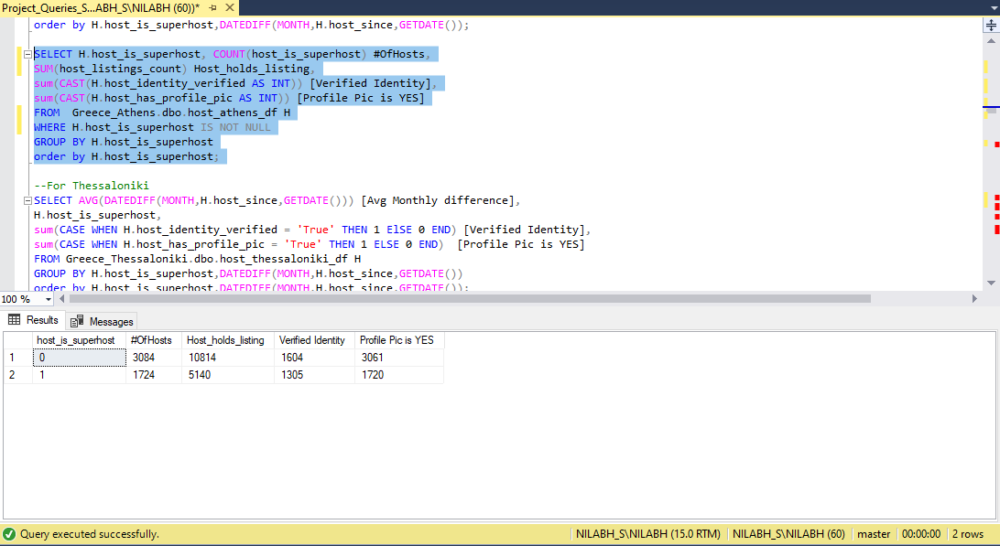 Project_Queries_S...ABH_S\NILABH (60))*
order by H.host_is_superhost,DATEDIFF(MONTH,H.host_since,GETDATE());
SELECT H.host_is_superhost, COUNT(host_is_superhost) #OfHosts,
SUM(host_listings_count) Host_holds_listing,
sum(CAST(H.host_identity_verified AS INT)) [Verified Identity],
sum(CAST(H.host_has_profile_pic AS INT)) [Profile Pic is YES]
FROM  Greece_Athens.dbo.host_athens_df H
WHERE H.host_is_superhost IS NOT NULL
GROUP BY H.host_is_superhost
order by H.host_is_superhost;
--For Thessaloniki
SELECT AVG(DATEDIFF(MONTH,H.host_since,GETDATE())) [Avg Monthly difference],
H.host_is_superhost,
sum(CASE WHEN H.host_identity_verified = 'True' THEN 1 ElSE 0 END) [Verified Identity],
sum(CASE WHEN H.host_has_profile_pic = 'True' THEN 1 ELSE 0 END)  [Profile Pic is YES]
FROM Greece_Thessaloniki.dbo.host_thessaloniki_df H
GROUP BY H.host_is_superhost,DATEDIFF(MONTH,H.host_since,GETDATE())
order by H.host_is_superhost,DATEDIFF(MONTH,H.host_since,GETDATE());
100 %
Results Messages
host_is_superhost #OfHosts Host_holds_listing Verified Identity Profile Pic is YES
1 0 3084 10814 1604 3061
2 1 1724 5140 1305 1720
Query executed successfully. NILABH_S\NILABH (15.0 RTM) NILABH_S\NILABH (60) master 00:00:00 2 rows